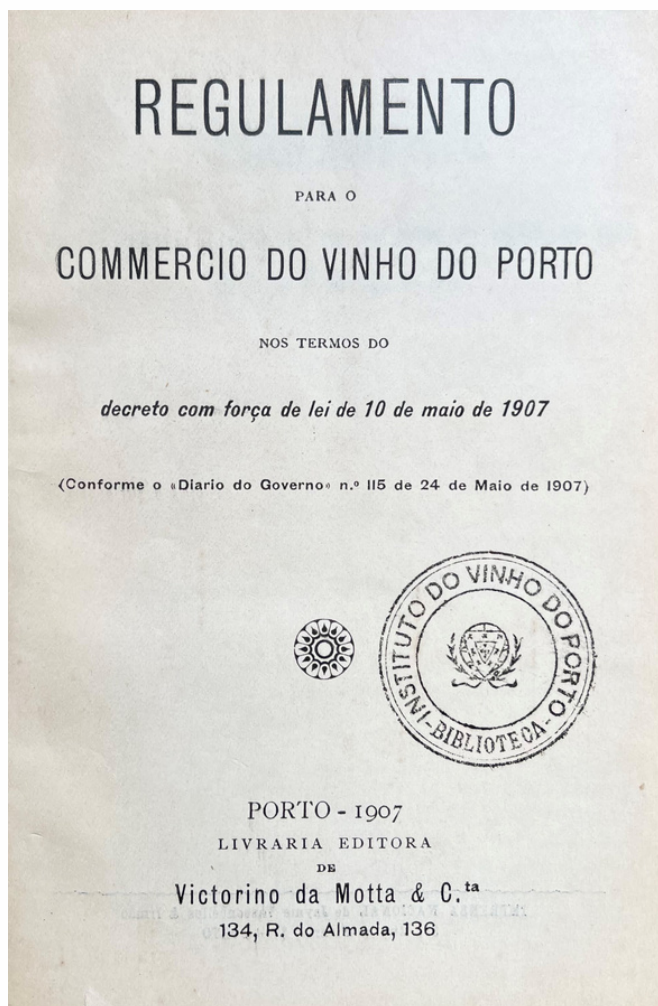 REGULAMENTO
PARA O
COMMERCIO DO VINHO DO PORTO
NOS TERMOS DO
decreto com força de lei de 10 de maio de 1907
(Conforme o «Diario do Governo» n.º 115 de 24 de Maio de 1907)
INSTITUTO DO VINHO DO PORTO
-BIBLIOTECA-
PORTO - 1907
LIVRARIA EDITORA
DE
Victorino da Motta & C.ta
134, R. do Almada, 136